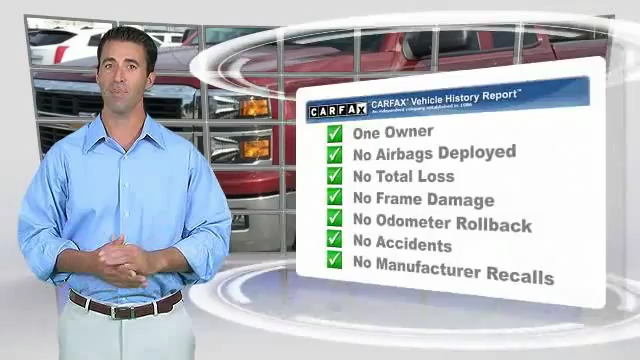 CARFAX
CARFAX Vehicle History Report™
An independent company established in 1986
One Owner
No Airbags Deployed
No Total Loss
No Frame Damage
No Odometer Rollback
No Accidents
No Manufacturer Recalls